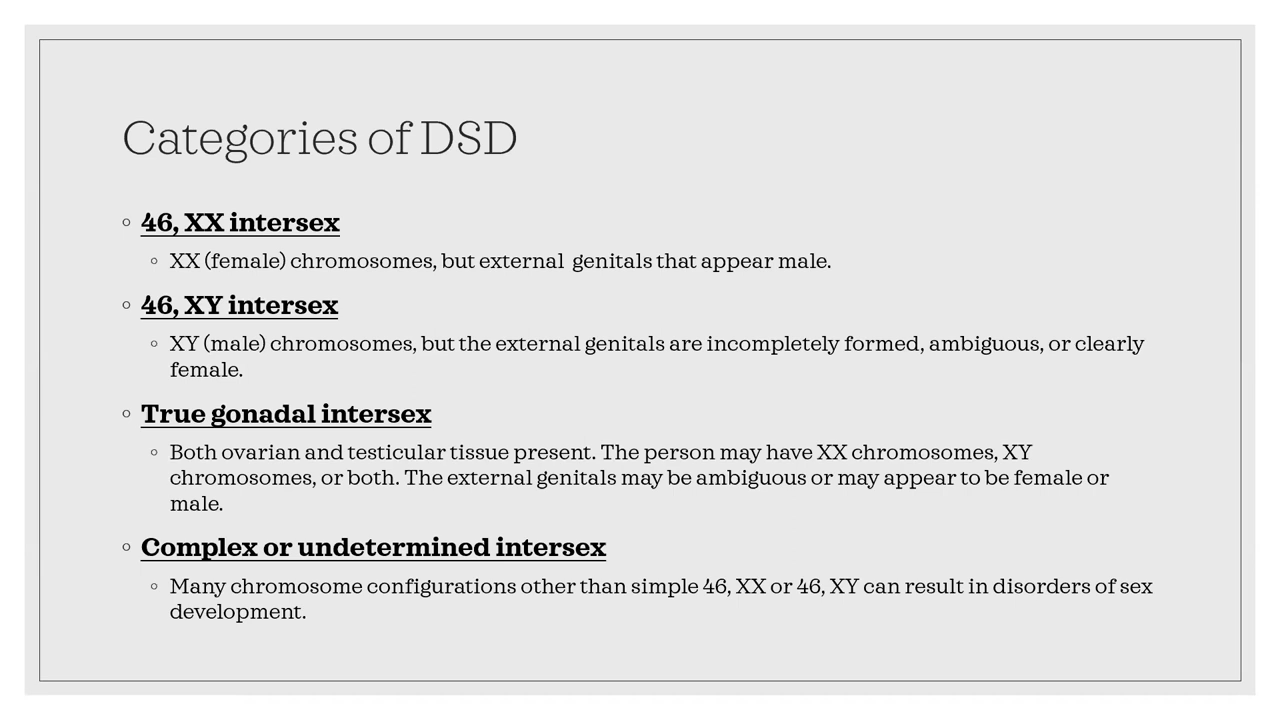 Categories of DSD
◦ 46, XX intersex
◦ XX (female) chromosomes, but external  genitals that appear male.
◦ 46, XY intersex
◦ XY (male) chromosomes, but the external genitals are incompletely formed, ambiguous, or clearly
female.
◦ True gonadal intersex
◦ Both ovarian and testicular tissue present. The person may have XX chromosomes, XY
chromosomes, or both. The external genitals may be ambiguous or may appear to be female or
male.
◦ Complex or undetermined intersex
◦ Many chromosome configurations other than simple 46, XX or 46, XY can result in disorders of sex
development.